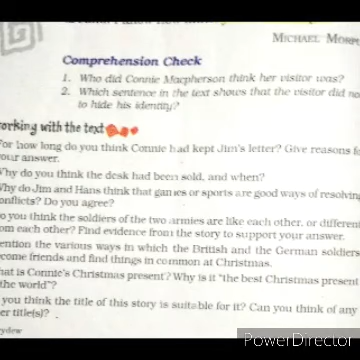 MICHAEL
Comprehension Check
1. Who did Connie Macpherson think her visitor was?
2. Which sentence in the text shows that the visitor did
to hide his identity?
orking with the text
For how long do you think Connie had kept Jim's letter? Give reasons
your answer.
Why do you think the desk had been sold, and when?
Why do Jim and Hans think that games or sports are good ways of resolving
onflicts? Do you agree?
o you think the soldiers of the two armies are like each other, or different
om each other? Find evidence from the story to support your answer.
ention the various ways in which the British and the German soldiers
come friends and find things in common at Christmas.
hat is Connie's Christmas present? Why is it "the best Christmas present
the world"?
you think the title of this story is suitable for it? Can you think of any
er title(s)?
rydew
PowerDirector